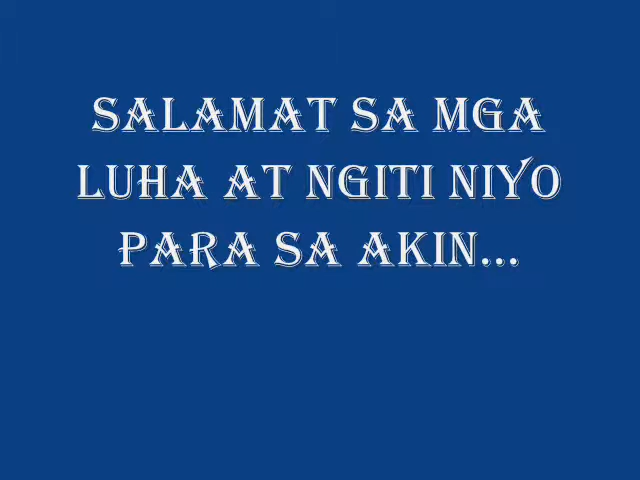 SALAMAT SA MGA
LUHA AT NGITI NIYO
PARA SA AKIN...